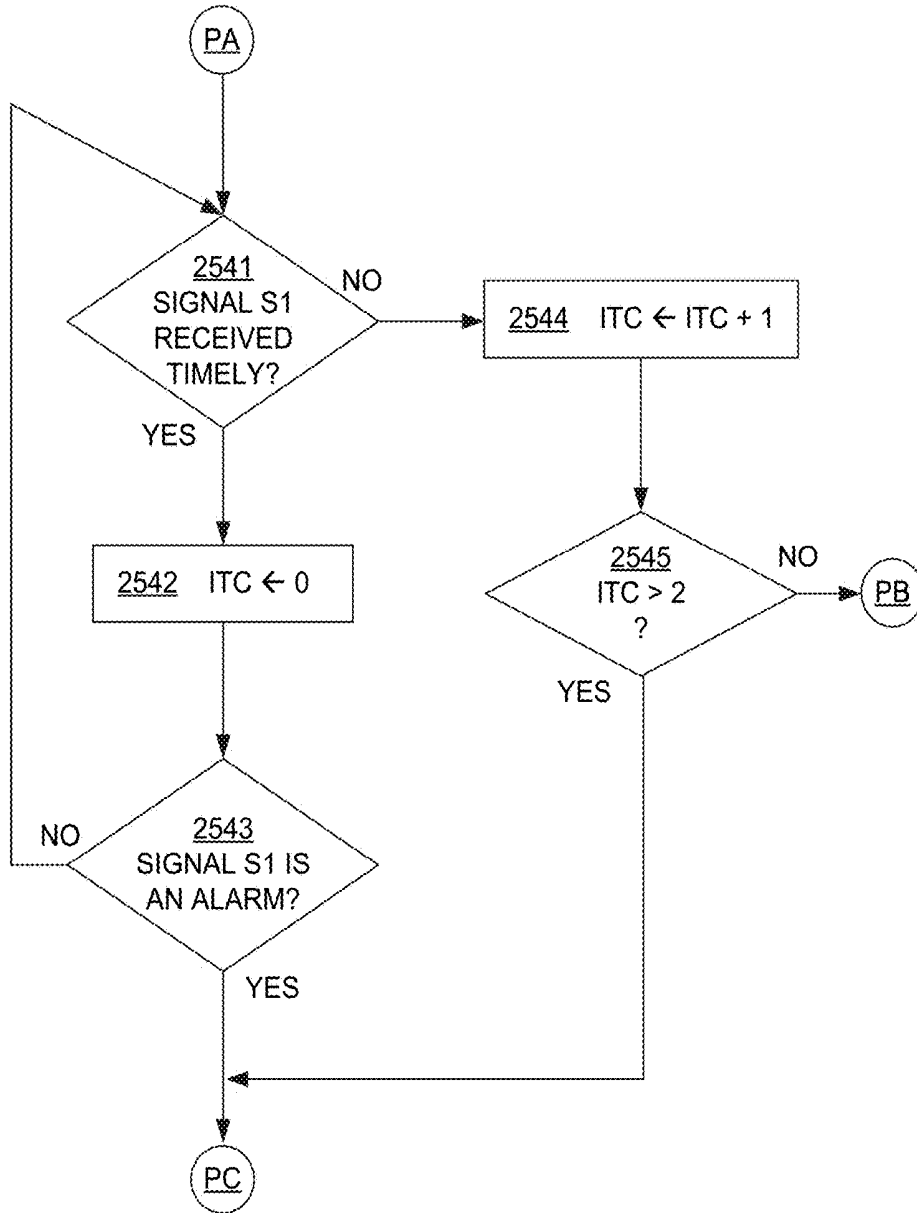 PA
2541
SIGNAL S1
RECEIVED
TIMELY?
NO
YES
2544 ITC ← ITC + 1
2542 ITC ← 0
2545
ITC > 2
?
NO
PB
YES
2543
SIGNAL S1 IS
AN ALARM?
NO
YES
PC